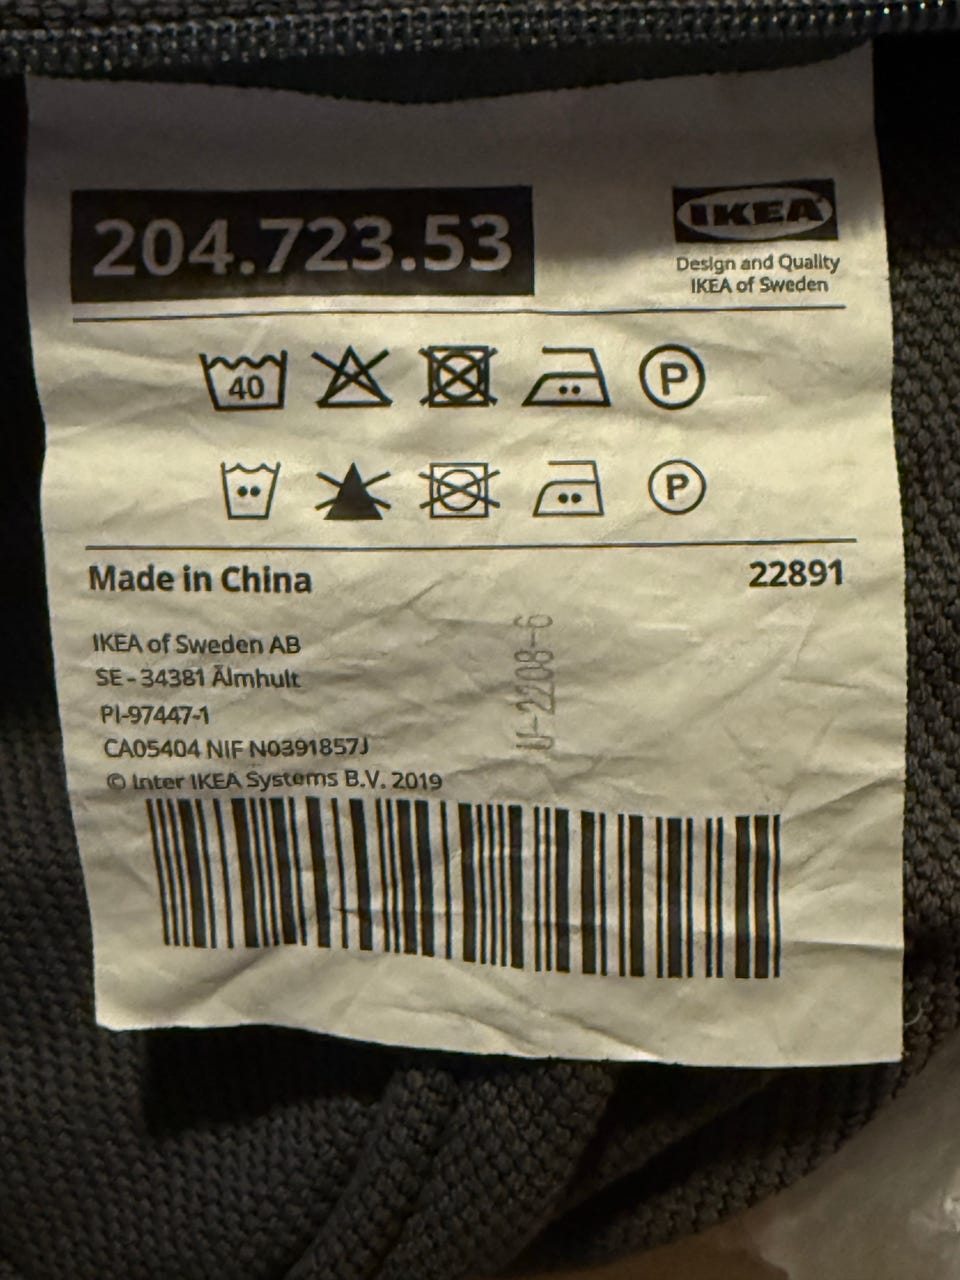 204.723.53
IKEA
Design and Quality
IKEA of Sweden
40
P
P
Made in China
22891
IKEA of Sweden AB
SE - 34381 Älmhult
PI-97447-1
CA05404 NIF N0391857J
© Inter IKEA Systems B.V. 2019
U-2208-6